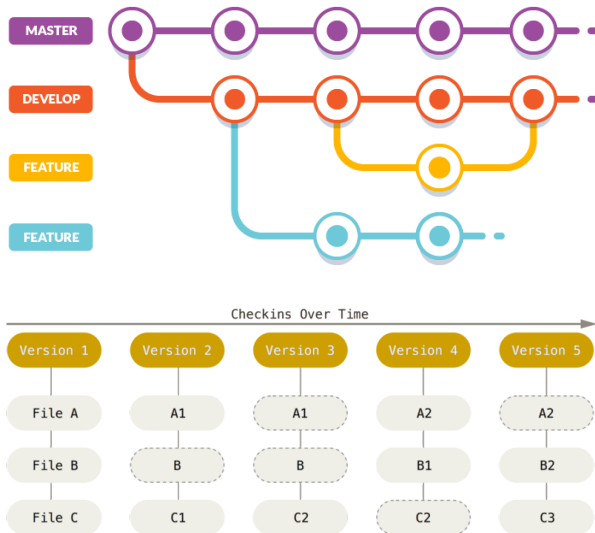 MASTER
DEVELOP
FEATURE
FEATURE
Checkins Over Time
Version 1 Version 2 Version 3 Version 4 Version 5
File A A1 A1 A2 A2
File B B B B1 B2
File C C1 C2 C2 C3